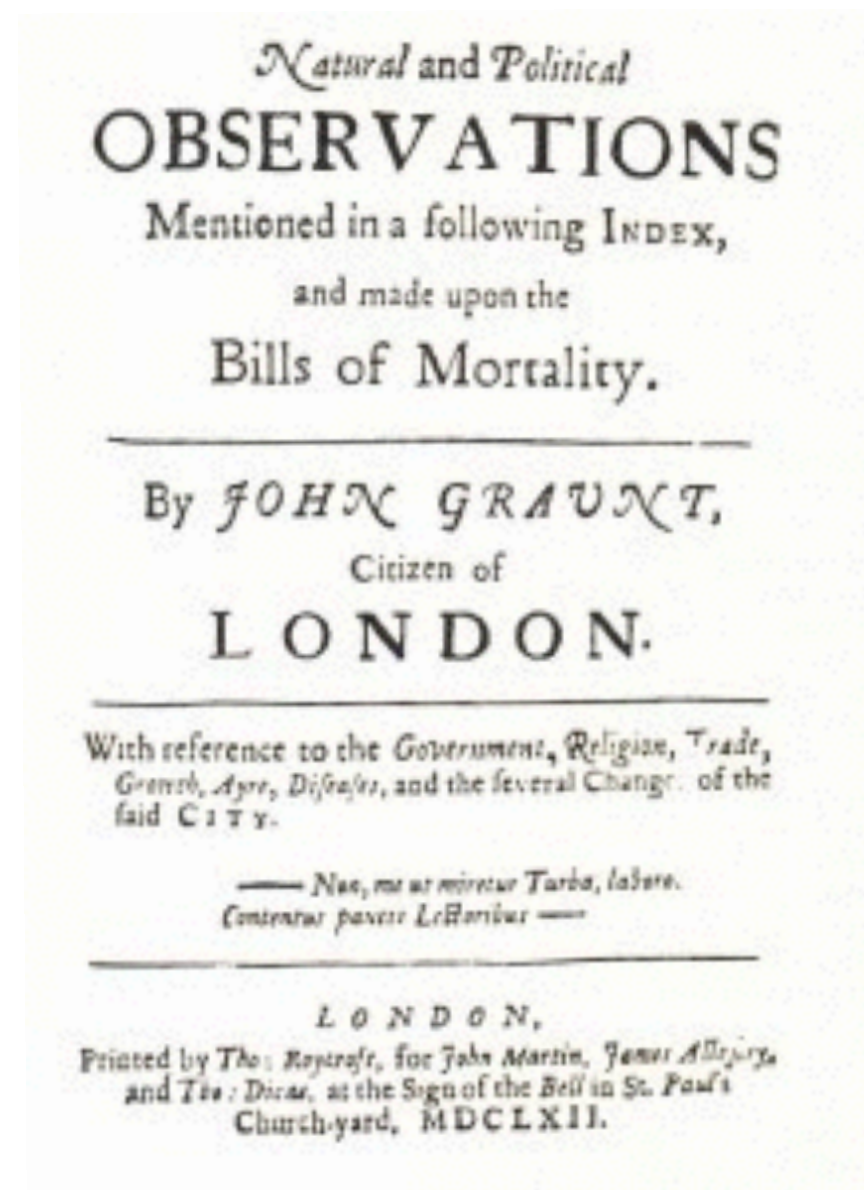 Natural and Political
OBSERVATIONS
Mentioned in a following INDEX,
and made upon the
Bills of Mortality.
By JOHN GRAUNT,
Citizen of
LONDON.
With reference to the Government, Religion, Trade,
Growth, Ayre, Diſeaſes, and the ſeveral Change of the
ſaid CITY.
—— Non, me ut miretur Turba, laboro.
Contentus paucis Lectoribus ——
LONDON,
Printed by Tho: Roycroft, for John Martin, James Alleſtry,
and Tho: Dicas, at the Sign of the Bell in St. Paul's
Church-yard, MDCLXII.